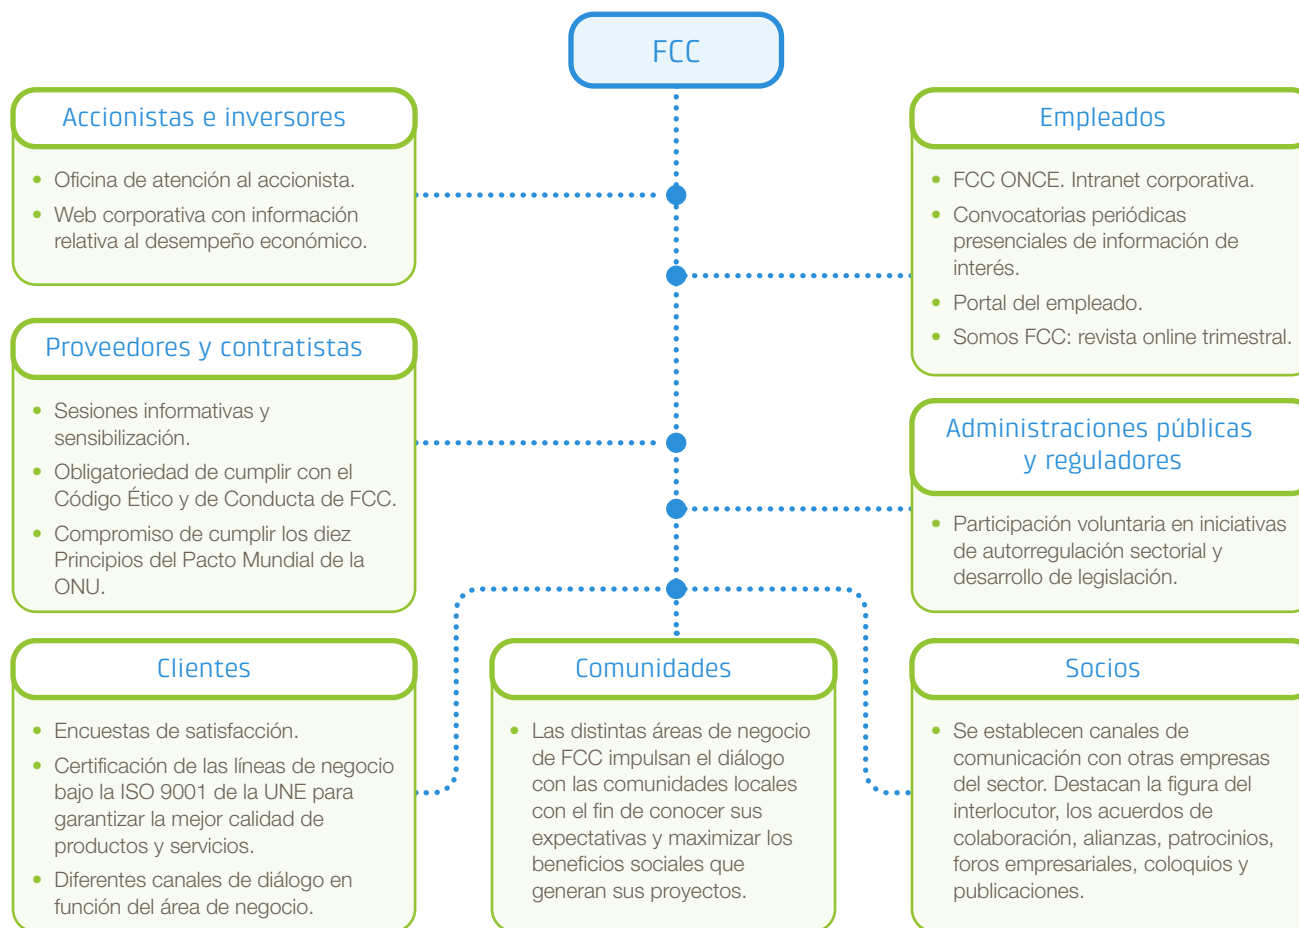 FCC
Accionistas e inversores
• Oficina de atención al accionista.
• Web corporativa con información
relativa al desempeño económico.
Empleados
• FCC ONCE. Intranet corporativa.
• Convocatorias periódicas
presenciales de información de
interés.
• Portal del empleado.
• Somos FCC: revista online trimestral.
Proveedores y contratistas
• Sesiones informativas y
sensibilización.
• Obligatoriedad de cumplir con el
Código Ético y de Conducta de FCC.
• Compromiso de cumplir los diez
Principios del Pacto Mundial de la
ONU.
Administraciones públicas
y reguladores
• Participación voluntaria en iniciativas
de autorregulación sectorial y
desarrollo de legislación.
Clientes
• Encuestas de satisfacción.
• Certificación de las líneas de negocio
bajo la ISO 9001 de la UNE para
garantizar la mejor calidad de
productos y servicios.
• Diferentes canales de diálogo en
función del área de negocio.
Comunidades
• Las distintas áreas de negocio
de FCC impulsan el diálogo
con las comunidades locales
con el fin de conocer sus
expectativas y maximizar los
beneficios sociales que
generan sus proyectos.
Socios
• Se establecen canales de
comunicación con otras empresas
del sector. Destacan la figura del
interlocutor, los acuerdos de
colaboración, alianzas, patrocinios,
foros empresariales, coloquios y
publicaciones.